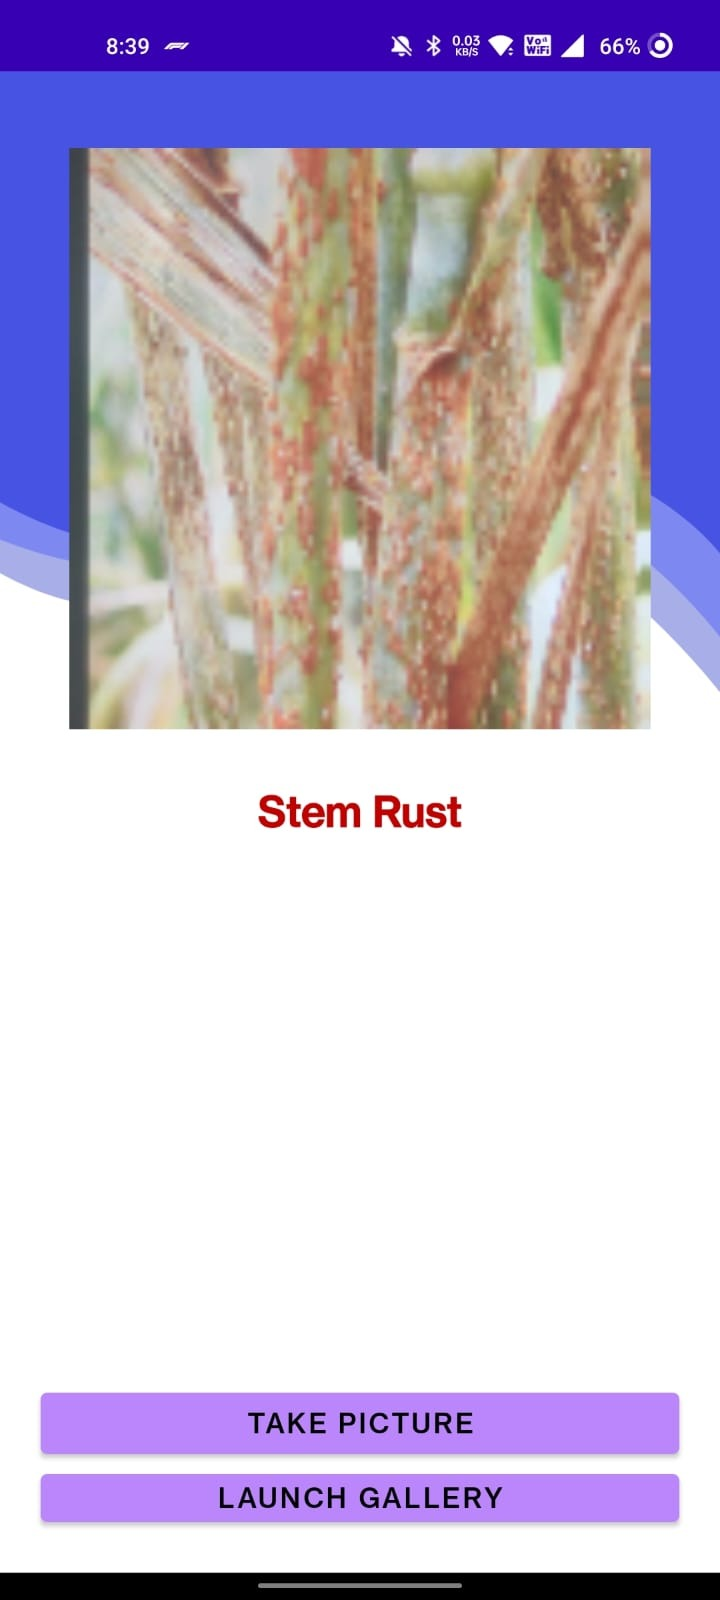 8:39
0.03
KB/S
Vo))
WiFi
66%
Stem Rust
TAKE PICTURE
LAUNCH GALLERY